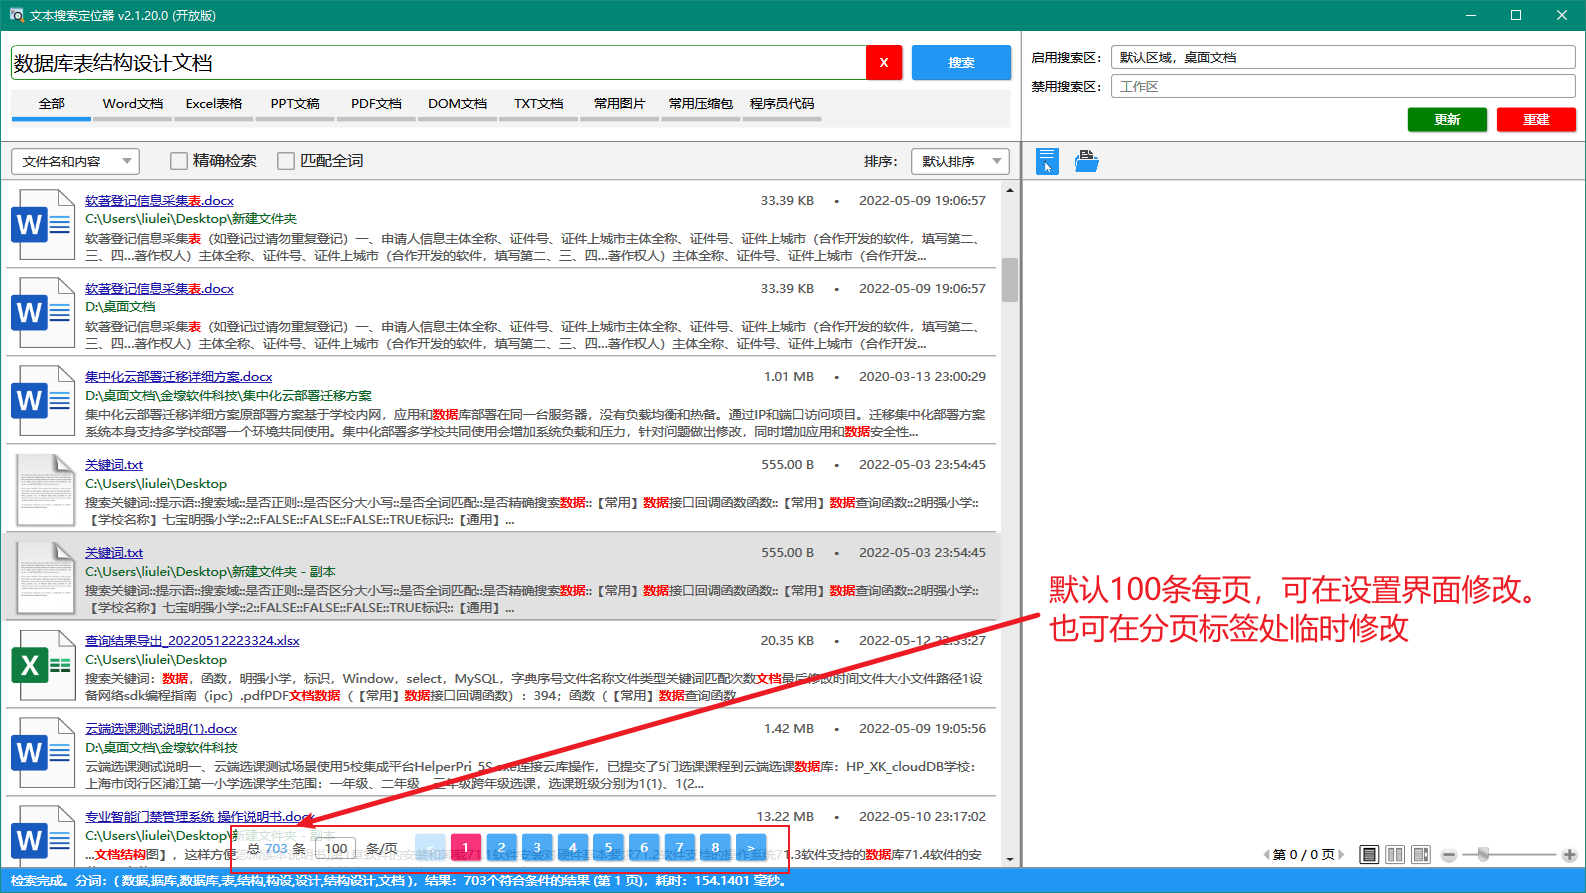 文本搜索定位器 v2.1.20.0 (开放版)
数据库表结构设计文档
X
搜索
全部 Word文档 Excel表格 PPT文稿 PDF文档 DOM文档 TXT文档 常用图片 常用压缩包 程序员代码
启用搜索区： 默认区域，桌面文档
禁用搜索区： 工作区
更新 重建
文件名和内容 精确检索 匹配全词 排序： 默认排序
软著登记信息采集表.docx 33.39 KB • 2022-05-09 19:06:57
C:\Users\liulei\Desktop\新建文件夹
软著登记信息采集表（如登记过请勿重复登记）一、申请人信息主体全称、证件号、证件上城市主体全称、证件号、证件上城市（合作开发的软件，填写第二、
三、四...著作权人）主体全称、证件号、证件上城市（合作开发的软件，填写第二、三、四...著作权人）主体全称、证件号、证件上城市（合作开发...
软著登记信息采集表.docx 33.39 KB • 2022-05-09 19:06:57
D:\桌面文档
软著登记信息采集表（如登记过请勿重复登记）一、申请人信息主体全称、证件号、证件上城市主体全称、证件号、证件上城市（合作开发的软件，填写第二、
三、四...著作权人）主体全称、证件号、证件上城市（合作开发的软件，填写第二、三、四...著作权人）主体全称、证件号、证件上城市（合作开发...
集中化云部署迁移详细方案.docx 1.01 MB • 2020-03-13 23:00:29
D:\桌面文档\金壕软件科技\集中化云部署迁移方案
集中化云部署迁移详细方案原部署方案基于学校内网，应用和数据库部署在同一台服务器，没有负载均衡和热备。通过IP和端口访问项目。迁移集中化部署方案
系统本身支持多学校部署一个环境共同使用。集中化部署多学校共同使用会增加系统负载和压力，针对问题做出修改，同时增加应用和数据安全性...
关键词.txt 555.00 B • 2022-05-03 23:54:45
C:\Users\liulei\Desktop
搜索关键词::提示语::搜索域::是否正则::是否区分大小写::是否全词匹配::是否精确搜索数据::【常用】数据接口回调函数函数::【常用】数据查询函数::2明强小学::
【学校名称】七宝明强小学::2::FALSE::FALSE::FALSE::TRUE标识::【通用】...
关键词.txt 555.00 B • 2022-05-03 23:54:45
C:\Users\liulei\Desktop\新建文件夹 - 副本
搜索关键词::提示语::搜索域::是否正则::是否区分大小写::是否全词匹配::是否精确搜索数据::【常用】数据接口回调函数函数::【常用】数据查询函数::2明强小学::
【学校名称】七宝明强小学::2::FALSE::FALSE::FALSE::TRUE标识::【通用】...
默认100条每页，可在设置界面修改。
也可在分页标签处临时修改
查询结果导出_20220512223324.xlsx 20.35 KB • 2022-05-12 22:33:27
C:\Users\liulei\Desktop
搜索关键词：数据，函数，明强小学，标识，Window，select，MySQL，字典序号文件名称文件类型关键词匹配次数文档最后修改时间文件大小文件路径1设
备网络sdk编程指南（ipc）.pdfPDF文档数据（【常用】数据接口回调函数）：394；函数（【常用】数据查询函数
云端选课测试说明(1).docx 1.42 MB • 2022-05-09 19:05:56
D:\桌面文档\金壕软件科技
云端选课测试说明一、云端选课测试场景使用5校集成平台HelperPri_5S.exe连接云库操作，已提交了5门选课课程到云端选课数据库：HP_XK_cloudDB学校：
上海市闵行区浦江第一小学选课学生范围：一年级、二年级、三年级跨年级选课，选课班级分别为1(1)、1(2...
专业智能门禁管理系统 操作说明书.docx 13.22 MB • 2022-05-10 23:17:02
C:\Users\liulei\Desktop\新建文件夹 - 副本
...文档结构图】，这样方便 71.3软件支持的数据库71.4软件的安
总 703 条 100 条/页 < 1 2 3 4 5 6 7 8 >
第 0 / 0 页
检索完成。分词：( 数据,据库,数据库,表,结构,构设,设计,结构设计,文档 )，结果：703个符合条件的结果 (第 1 页)，耗时：154.1401 毫秒。